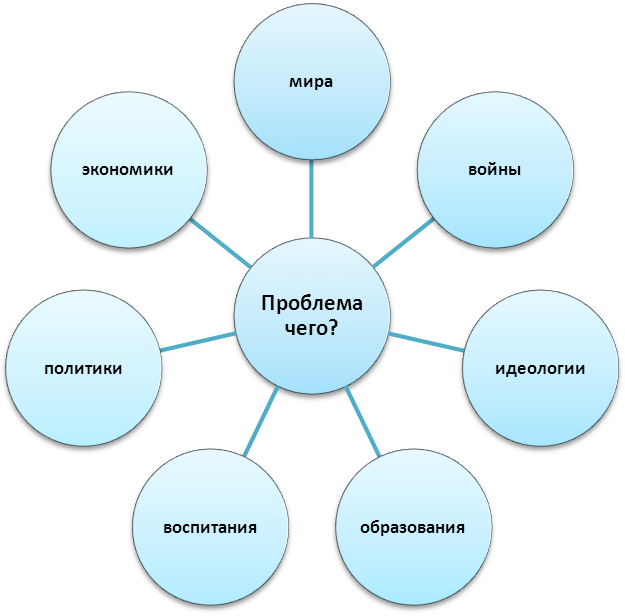 мира
экономики
войны
Проблема
чего?
политики
идеологии
воспитания
образования